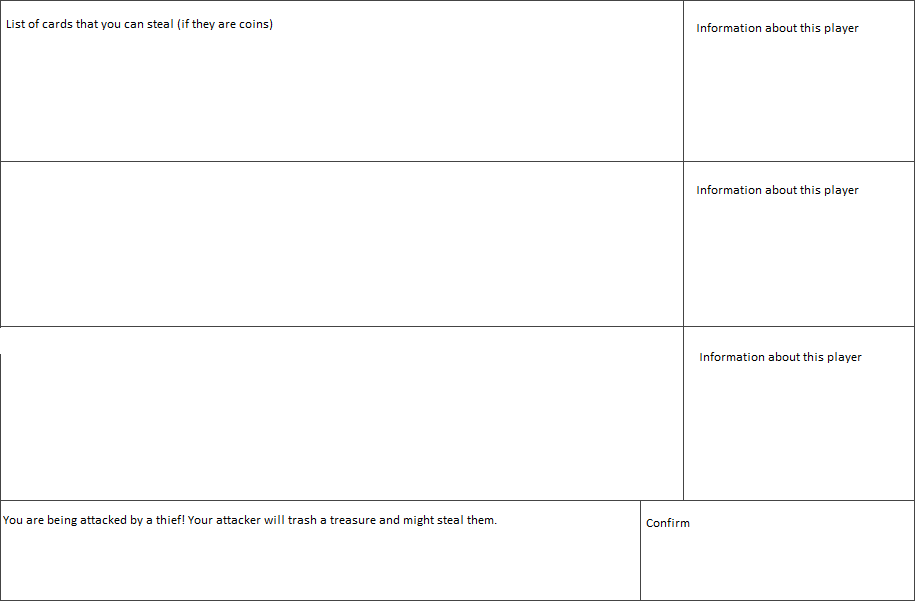 List of cards that you can steal (if they are coins)
Information about this player
Information about this player
Information about this player
You are being attacked by a thief! Your attacker will trash a treasure and might steal them.
Confirm